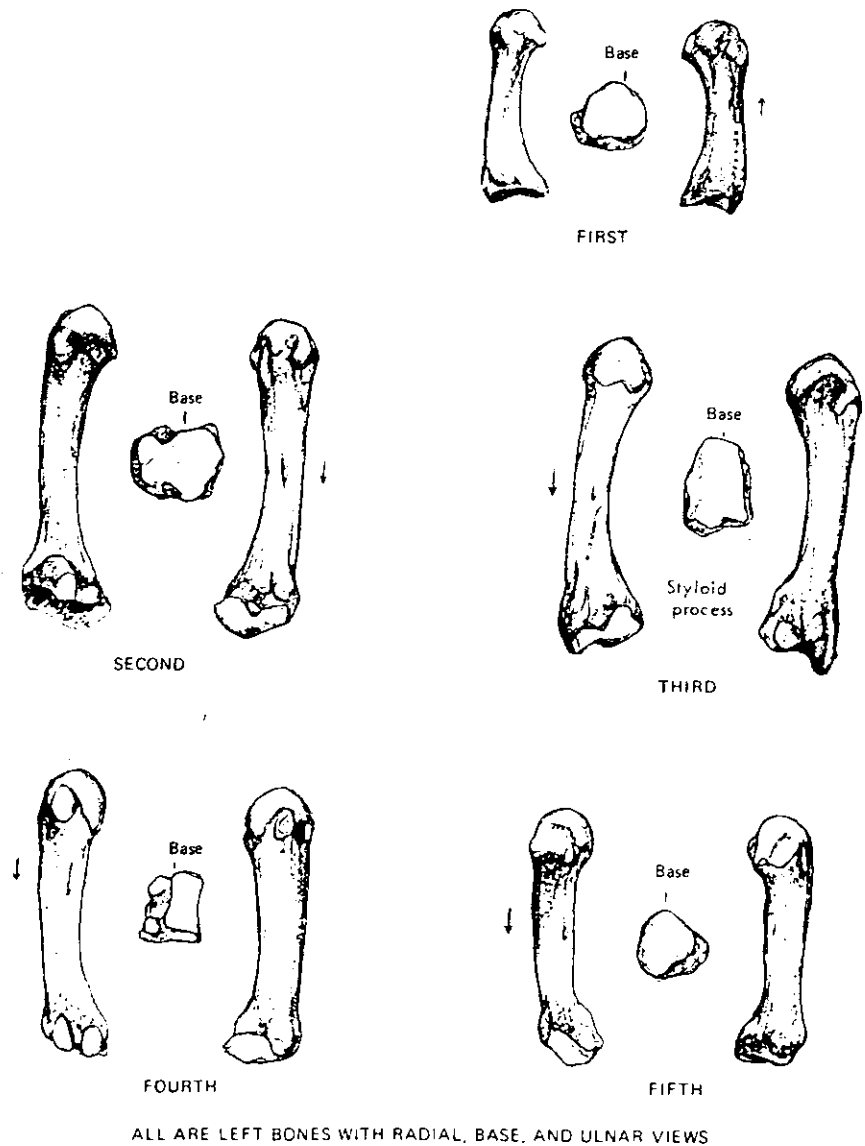 Base
FIRST
Base
SECOND
Base
Styloid
process
THIRD
Base
FOURTH
Base
FIFTH
ALL ARE LEFT BONES WITH RADIAL, BASE, AND ULNAR VIEWS